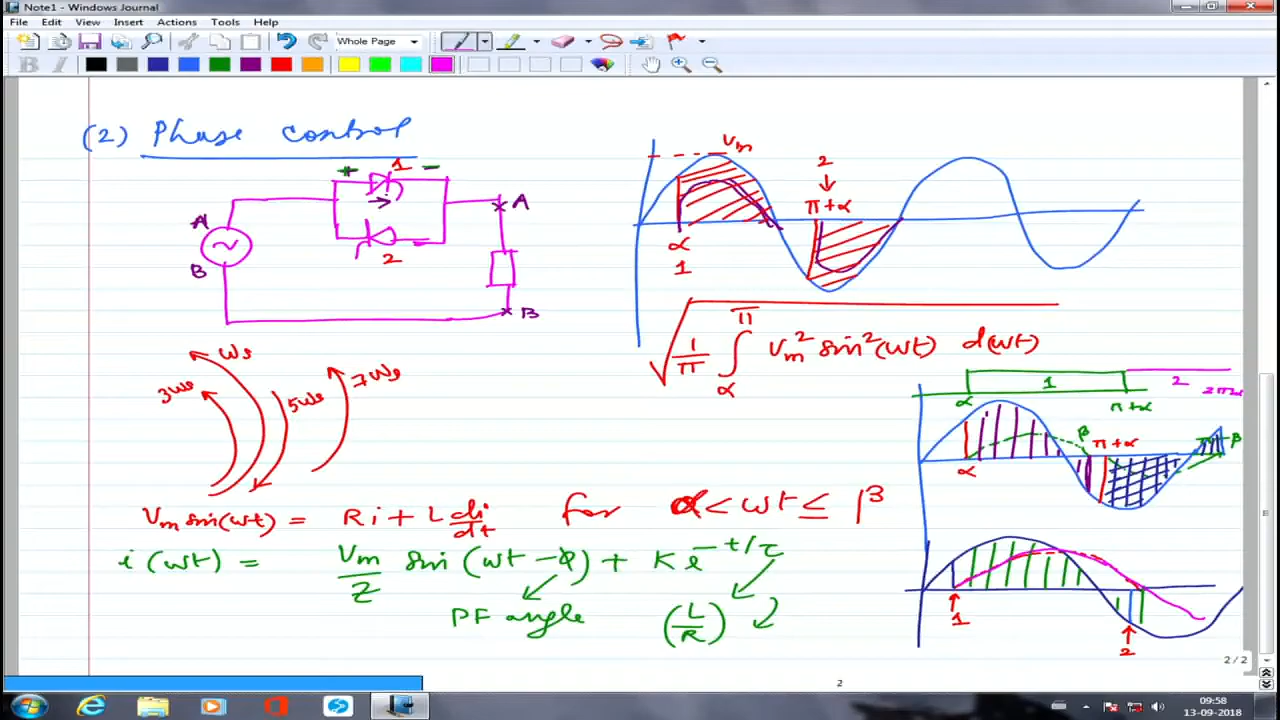 Note1 - Windows Journal
File Edit View Insert Actions Tools Help
Whole Page
B I
(2) Phase control
+ 1 -
A
B
2
A
B
Vm
2
π+α
α
1
√ 1/π ∫ π α Vm² sin²(ωt) d(ωt)
ωs
3ωs
5ωs
7ωs
1 2
α π+α
β π+α β
α
Vm sin(ωt) = Ri + L di/dt for α < ωt ≤ β
i(ωt) = Vm/Z sin(ωt - φ) + K e^-t/τ
PF angle (L/R)
1
2
2 / 2
2
09:58
13-09-2018